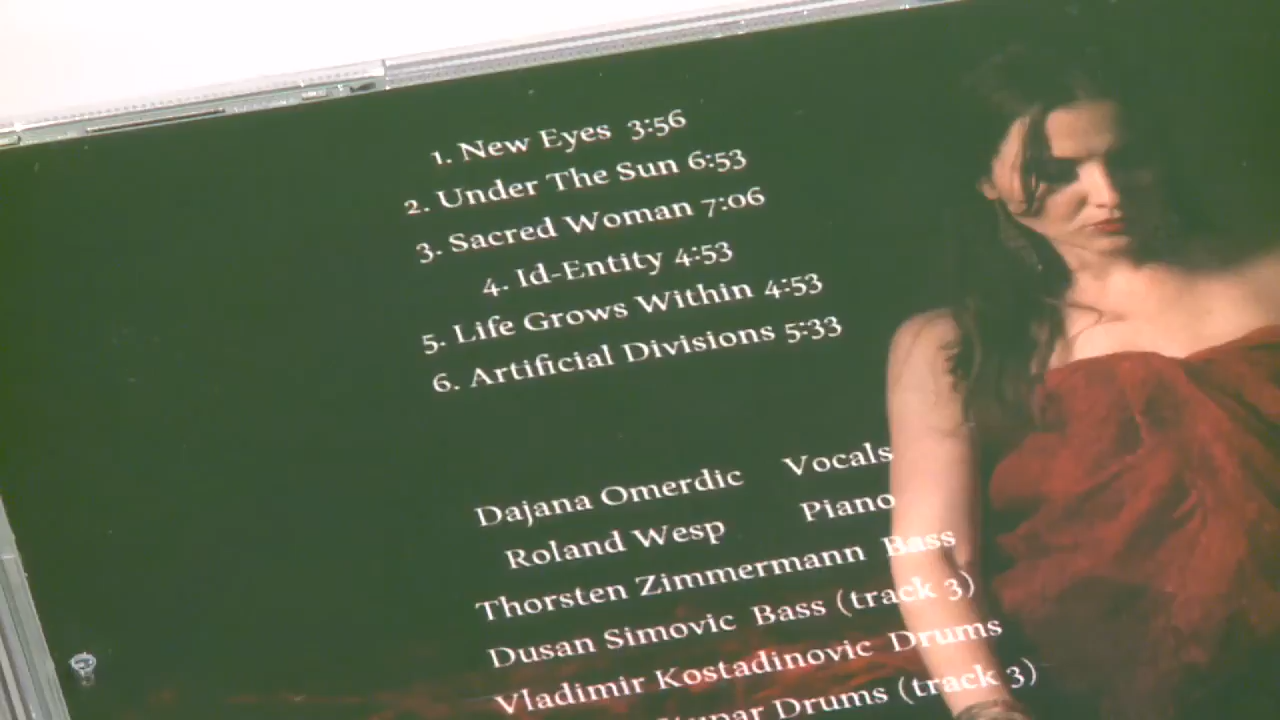 1. New Eyes 3:56
2. Under The Sun 6:53
3. Sacred Woman 7:06
4. Id-Entity 4:53
5. Life Grows Within 4:53
6. Artificial Divisions 5:33
Dajana Omerdic Vocals
Roland Wesp Piano
Thorsten Zimmermann Bass
Dusan Simovic Bass (track 3)
Vladimir Kostadinovic Drums
Drums (track 3)